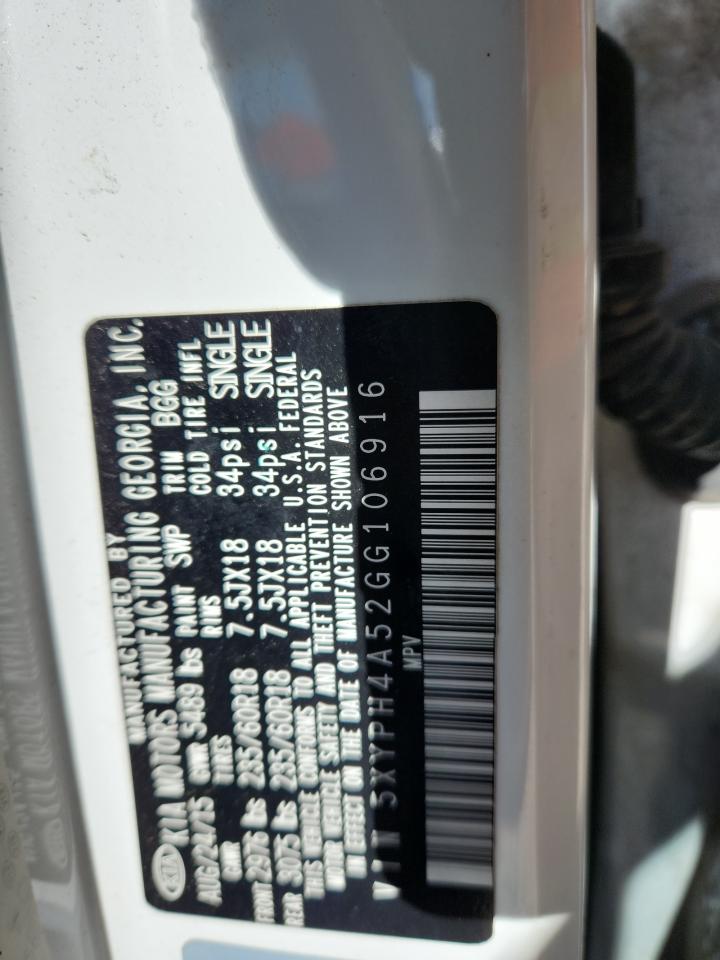 MANUFACTURED BY
KIA KIA MOTORS MANUFACTURING GEORGIA, INC.
AUG/24/15 GVWR 5489 lbs PAINT SWP TRIM BGG
GAWR TIRES RIMS COLD TIRE INFL
FRONT 2976 lbs 235/60R18 7.5JX18 34psi SINGLE
REAR 3075 lbs 235/60R18 7.5JX18 34psi SINGLE
THIS VEHICLE CONFORMS TO ALL APPLICABLE U.S.A. FEDERAL
MOTOR VEHICLE SAFETY AND THEFT PREVENTION STANDARDS
IN EFFECT ON THE DATE OF MANUFACTURE SHOWN ABOVE
VIN 5XYPH4A52GG106916
MPV